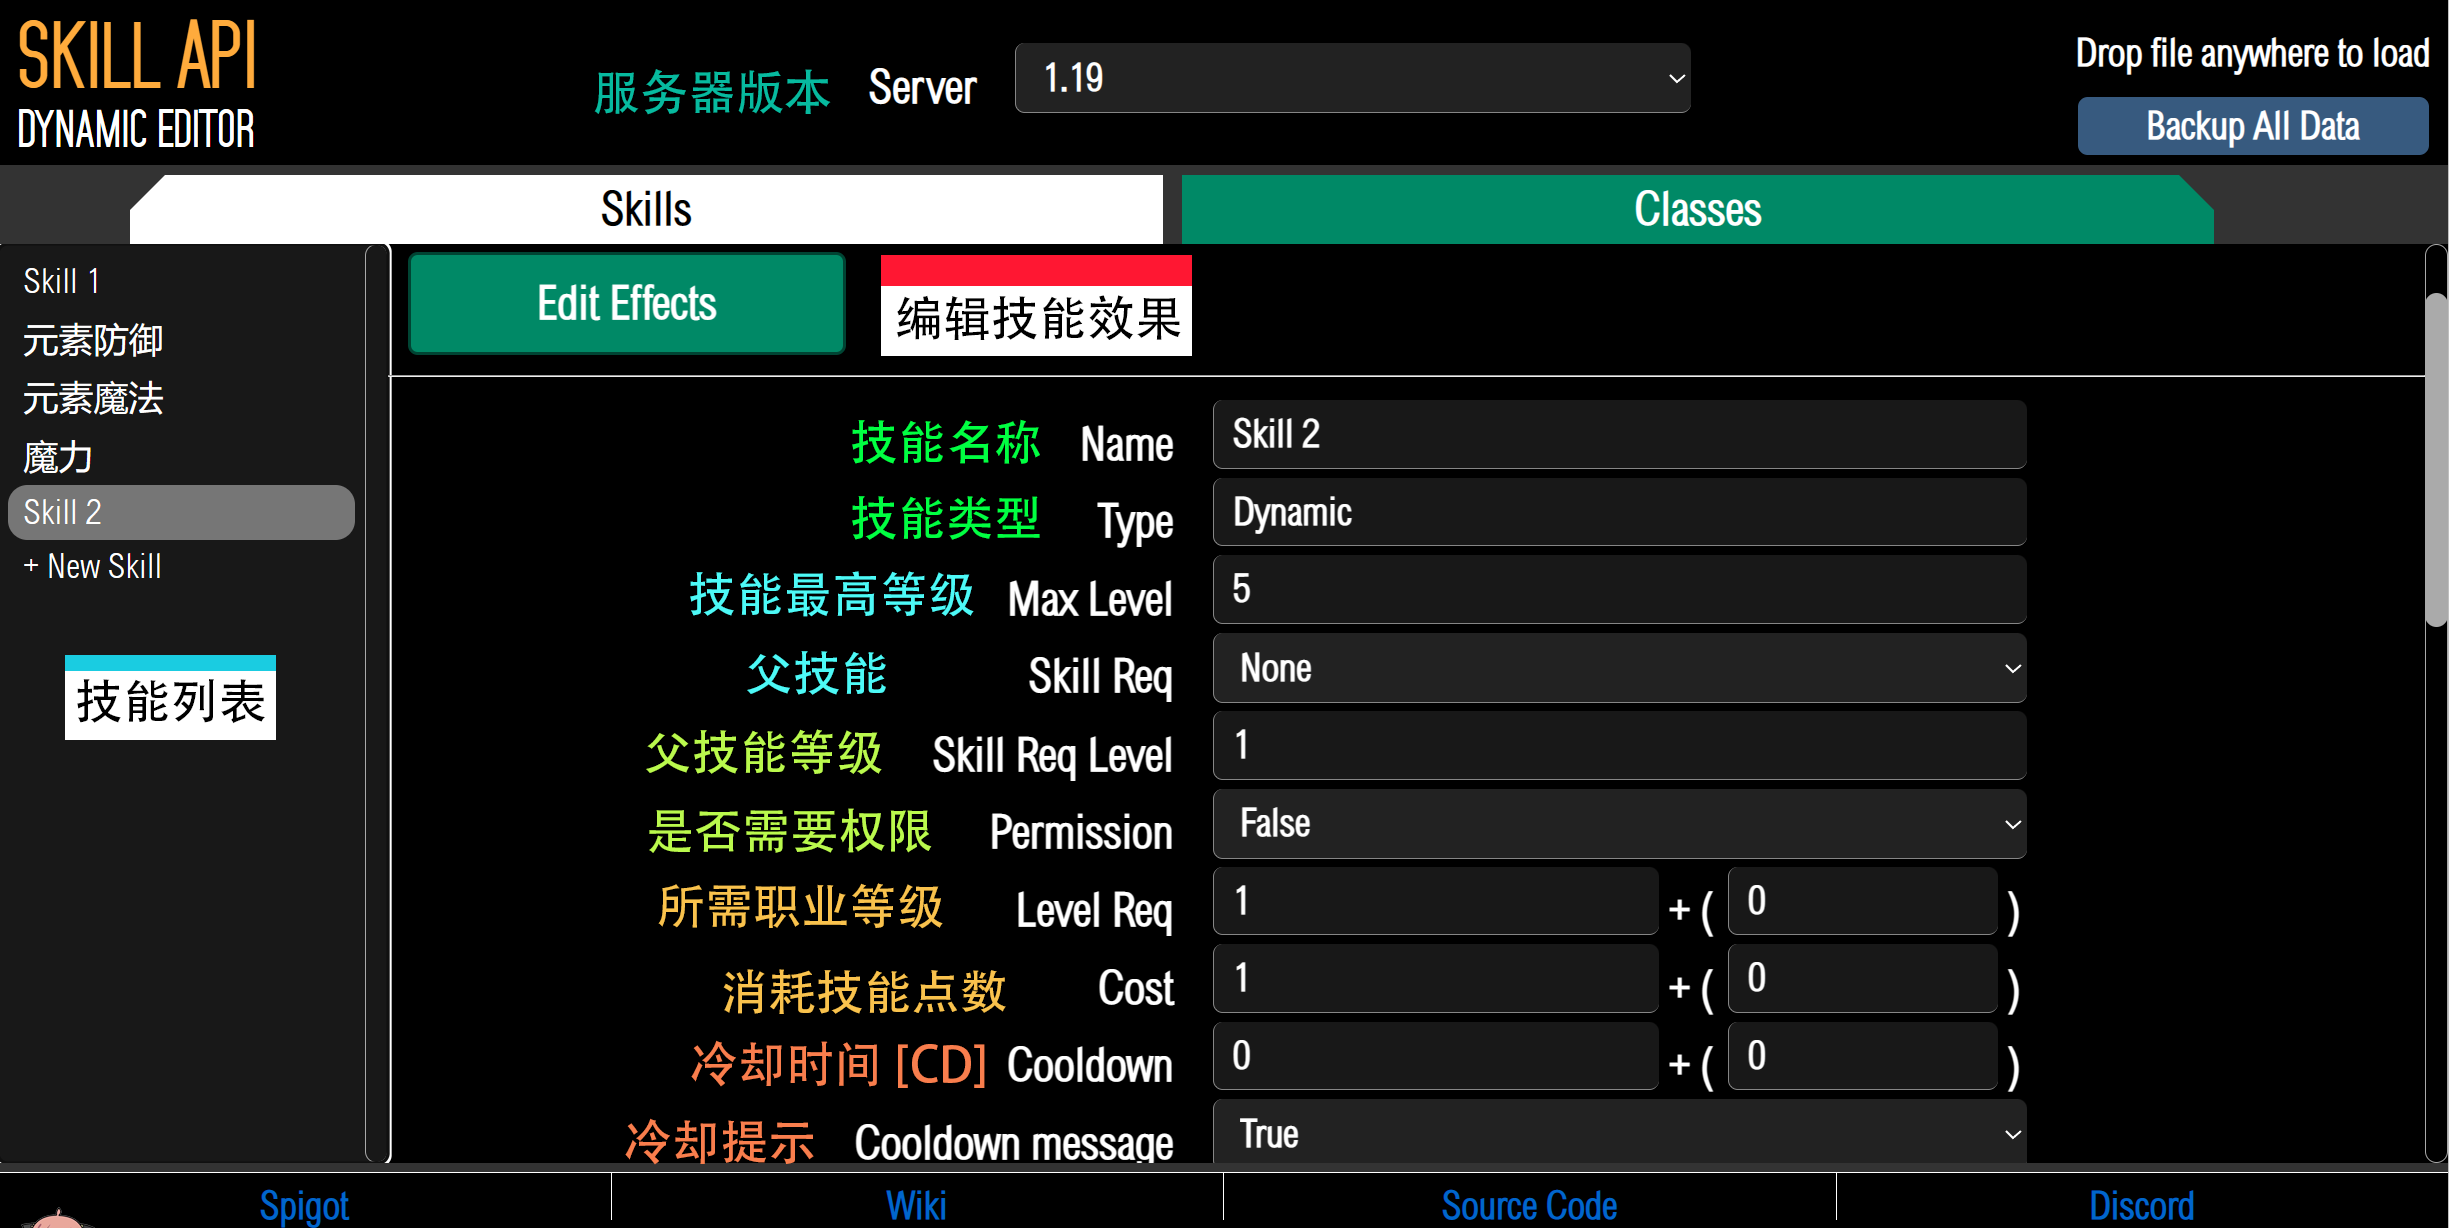 SKILL API
DYNAMIC EDITOR
服务器版本 Server 1.19
Drop file anywhere to load
Backup All Data
Skills
Classes
Skill 1
元素防御
元素魔法
魔力
Skill 2
+ New Skill
技能列表
Edit Effects
编辑技能效果
技能名称 Name Skill 2
技能类型 Type Dynamic
技能最高等级 Max Level 5
父技能 Skill Req None
父技能等级 Skill Req Level 1
是否需要权限 Permission False
所需职业等级 Level Req 1 + ( 0 )
消耗技能点数 Cost 1 + ( 0 )
冷却时间 [CD] Cooldown 0 + ( 0 )
冷却提示 Cooldown message True
Spigot
Wiki
Source Code
Discord